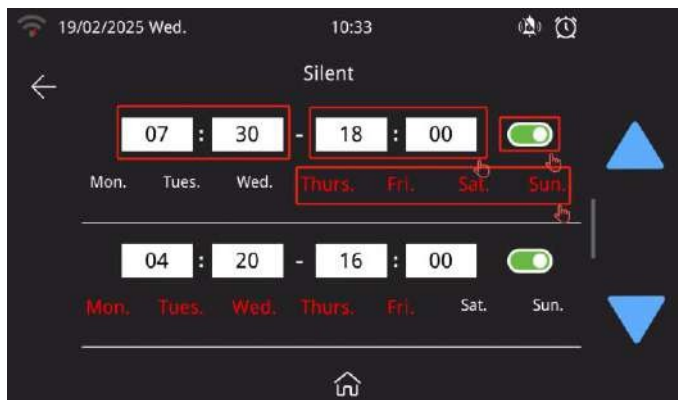 19/02/2025 Wed. 10:33
Silent
07 : 30 - 18 : 00
Mon. Tues. Wed. Thurs. Fri. Sat. Sun.
04 : 20 - 16 : 00
Mon. Tues. Wed. Thurs. Fri. Sat. Sun.